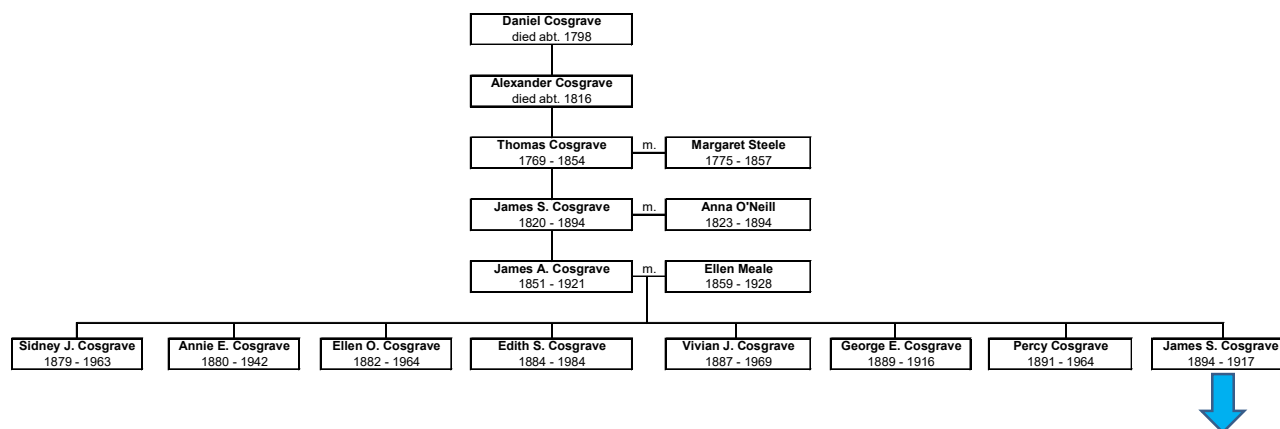 Daniel Cosgrave
died abt. 1798
Alexander Cosgrave
died abt. 1816
Thomas Cosgrave
1769 - 1854
m.
Margaret Steele
1775 - 1857
James S. Cosgrave
1820 - 1894
m.
Anna O'Neill
1823 - 1894
James A. Cosgrave
1851 - 1921
m.
Ellen Meale
1859 - 1928
Sidney J. Cosgrave
1879 - 1963
Annie E. Cosgrave
1880 - 1942
Ellen O. Cosgrave
1882 - 1964
Edith S. Cosgrave
1884 - 1984
Vivian J. Cosgrave
1887 - 1969
George E. Cosgrave
1889 - 1916
Percy Cosgrave
1891 - 1964
James S. Cosgrave
1894 - 1917